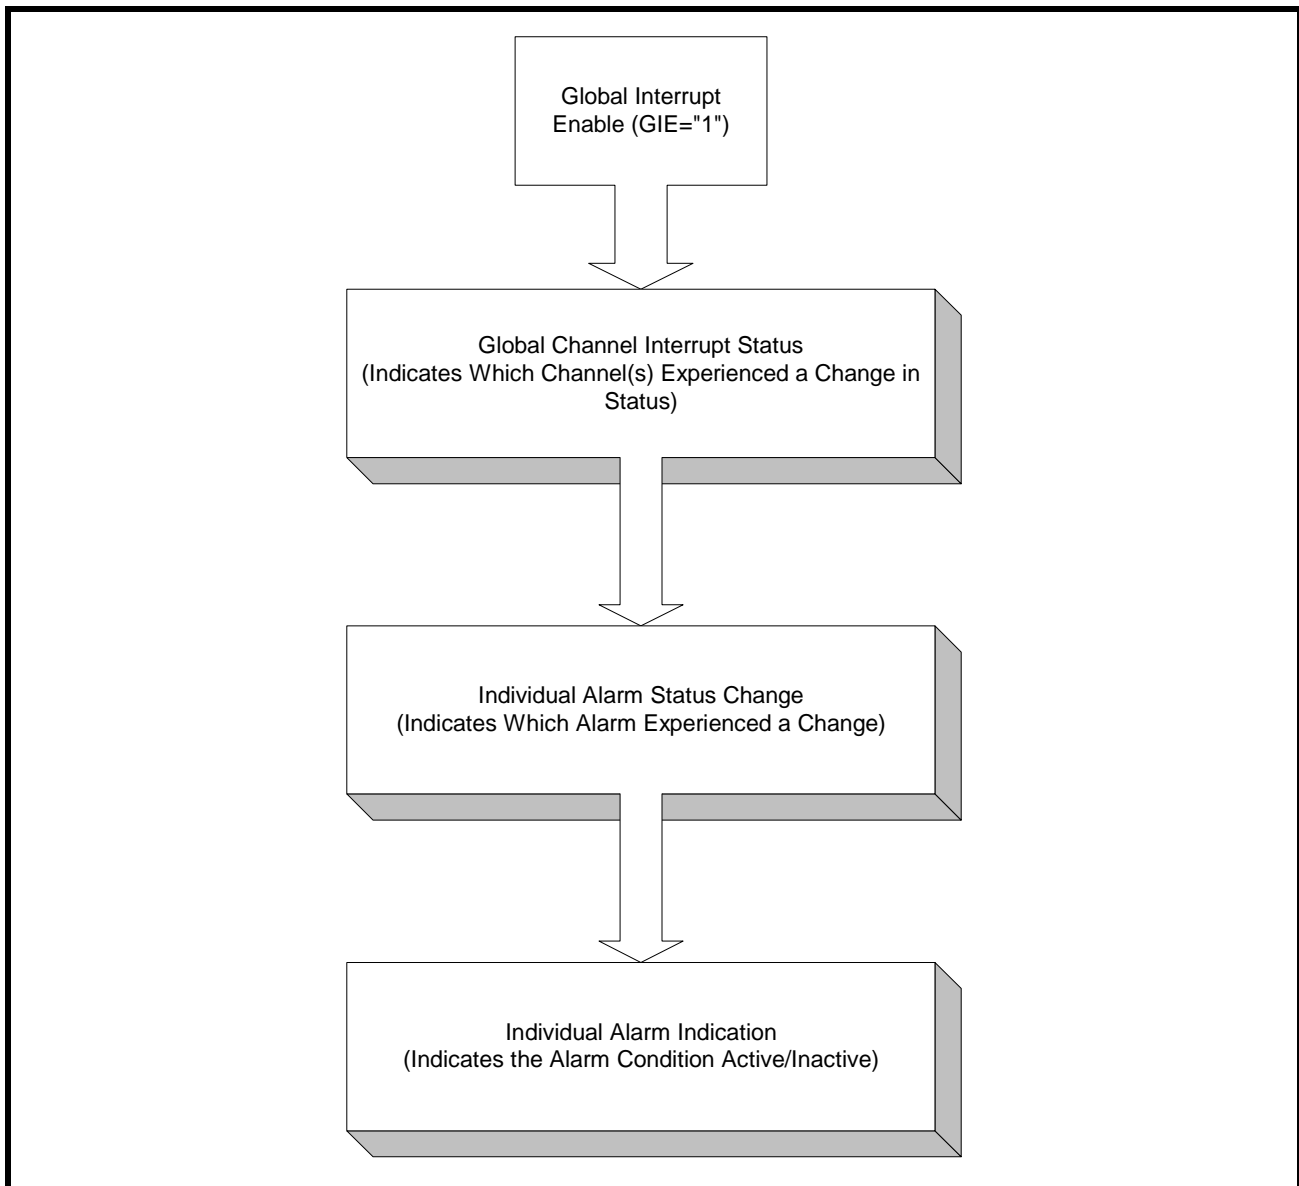 Global Interrupt
Enable (GIE="1")
Global Channel Interrupt Status
(Indicates Which Channel(s) Experienced a Change in
Status)
Individual Alarm Status Change
(Indicates Which Alarm Experienced a Change)
Individual Alarm Indication
(Indicates the Alarm Condition Active/Inactive)